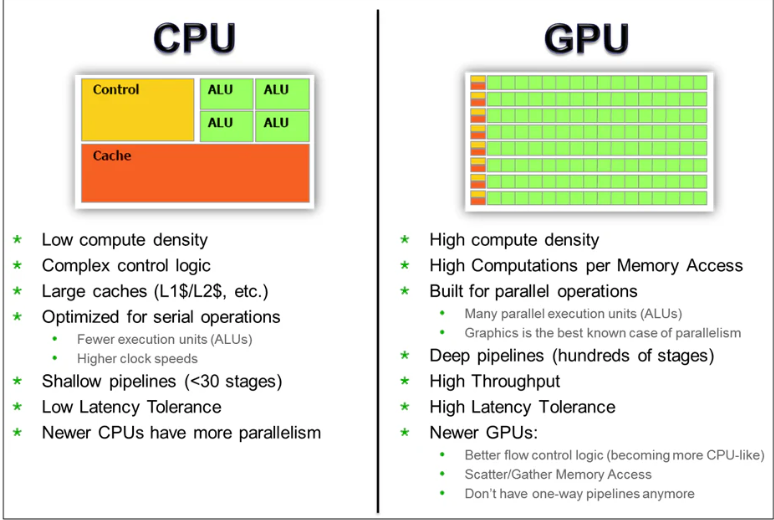 CPU
Control
ALU
ALU
ALU
ALU
Cache
* Low compute density
* Complex control logic
* Large caches (L1$/L2$, etc.)
* Optimized for serial operations
• Fewer execution units (ALUs)
• Higher clock speeds
* Shallow pipelines (<30 stages)
* Low Latency Tolerance
* Newer CPUs have more parallelism
GPU
* High compute density
* High Computations per Memory Access
* Built for parallel operations
• Many parallel execution units (ALUs)
• Graphics is the best known case of parallelism
* Deep pipelines (hundreds of stages)
* High Throughput
* High Latency Tolerance
* Newer GPUs:
• Better flow control logic (becoming more CPU-like)
• Scatter/Gather Memory Access
• Don't have one-way pipelines anymore